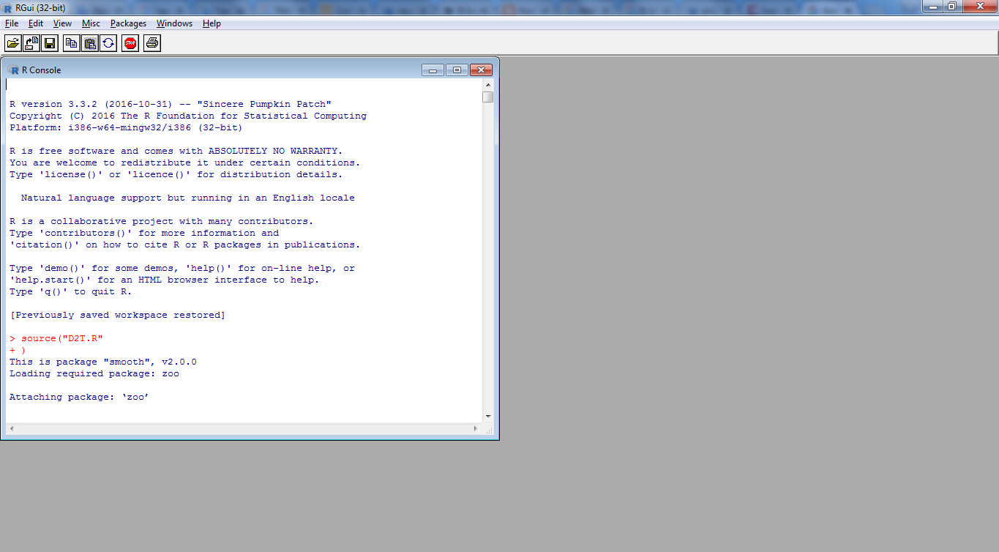 RGui (32-bit)
File Edit View Misc Packages Windows Help
STOP
R Console
R version 3.3.2 (2016-10-31) -- "Sincere Pumpkin Patch"
Copyright (C) 2016 The R Foundation for Statistical Computing
Platform: i386-w64-mingw32/i386 (32-bit)
R is free software and comes with ABSOLUTELY NO WARRANTY.
You are welcome to redistribute it under certain conditions.
Type 'license()' or 'licence()' for distribution details.
Natural language support but running in an English locale
R is a collaborative project with many contributors.
Type 'contributors()' for more information and
'citation()' on how to cite R or R packages in publications.
Type 'demo()' for some demos, 'help()' for on-line help, or
'help.start()' for an HTML browser interface to help.
Type 'q()' to quit R.
[Previously saved workspace restored]
> source("D2T.R"
+ )
This is package "smooth", v2.0.0
Loading required package: zoo
Attaching package: ‘zoo’